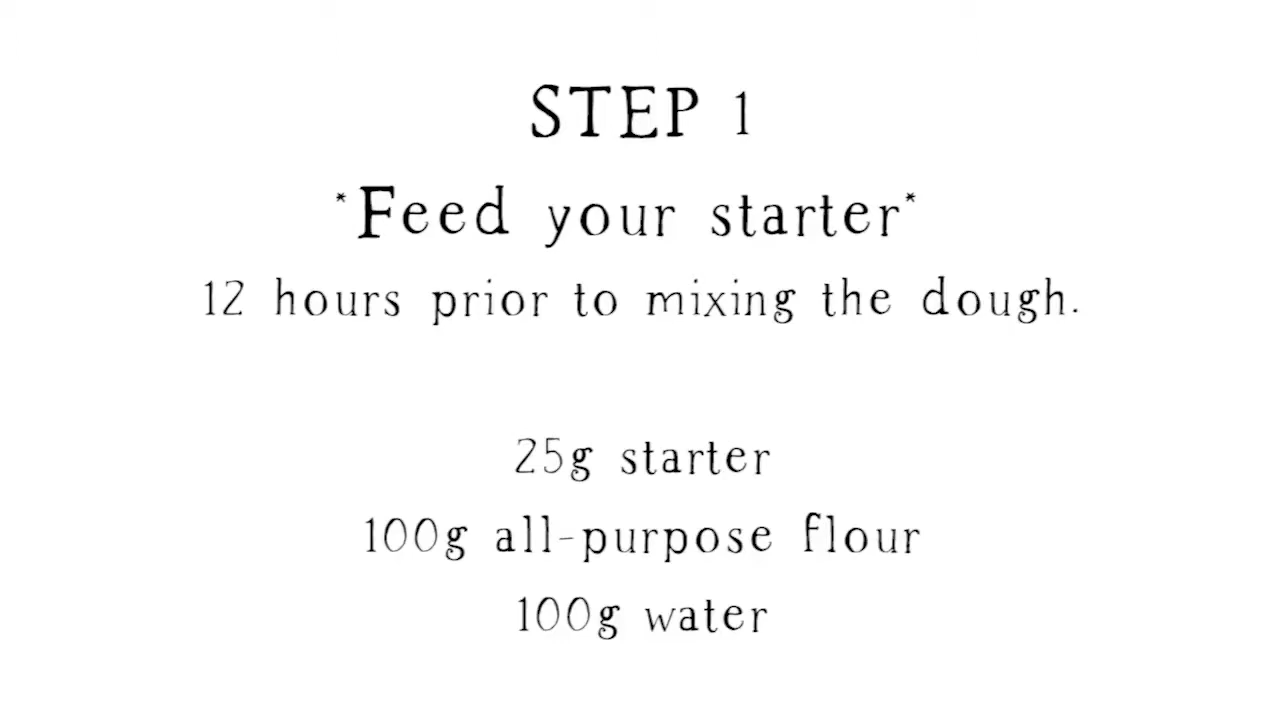 STEP 1
*Feed your starter*
12 hours prior to mixing the dough.
25g starter
100g all-purpose flour
100g water